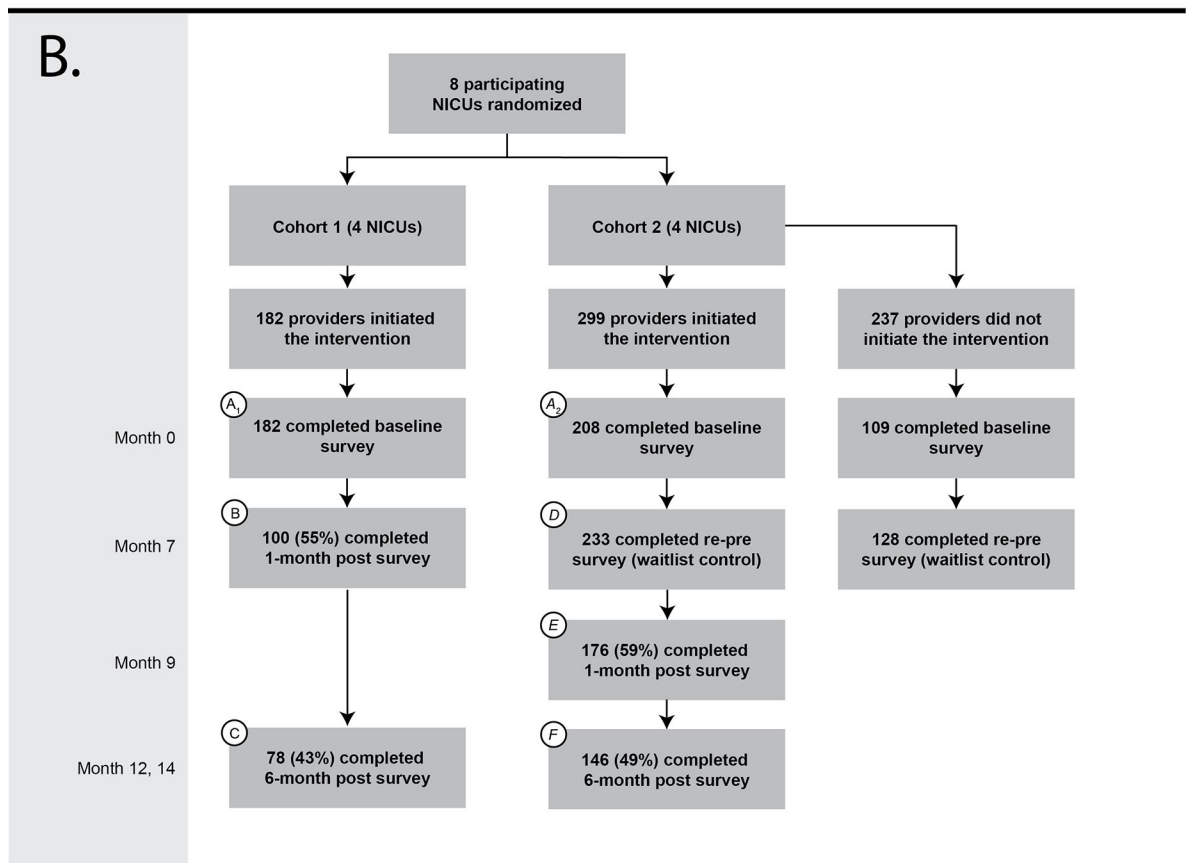 B.
8 participating
NICUs randomized
Cohort 1 (4 NICUs)
Cohort 2 (4 NICUs)
182 providers initiated
the intervention
299 providers initiated
the intervention
237 providers did not
initiate the intervention
Month 0
A₁
182 completed baseline
survey
A₂
208 completed baseline
survey
109 completed baseline
survey
Month 7
B
100 (55%) completed
1-month post survey
D
233 completed re-pre
survey (waitlist control)
128 completed re-pre
survey (waitlist control)
Month 9
E
176 (59%) completed
1-month post survey
Month 12, 14
C
78 (43%) completed
6-month post survey
F
146 (49%) completed
6-month post survey